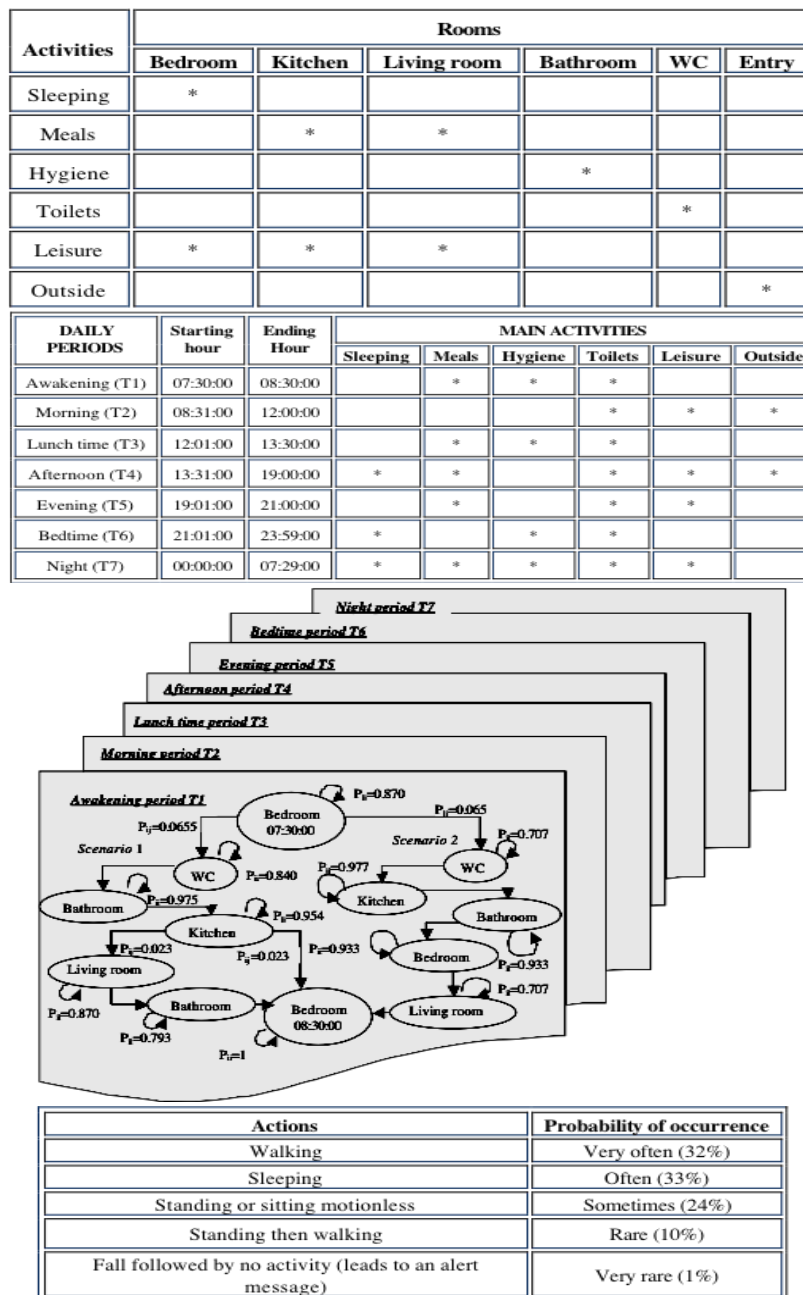 Activities Rooms
Bedroom Kitchen Living room Bathroom WC Entry
Sleeping *
Meals * *
Hygiene *
Toilets *
Leisure * * *
Outside *
DAILY PERIODS Starting hour Ending Hour MAIN ACTIVITIES
Sleeping Meals Hygiene Toilets Leisure Outside
Awakening (T1) 07:30:00 08:30:00 * * *
Morning (T2) 08:31:00 12:00:00 * * *
Lunch time (T3) 12:01:00 13:30:00 * * *
Afternoon (T4) 13:31:00 19:00:00 * * * * *
Evening (T5) 19:01:00 21:00:00 * * *
Bedtime (T6) 21:01:00 23:59:00 * * *
Night (T7) 00:00:00 07:29:00 * * * * *
Night period T7
Bedtime period T6
Evening period T5
Afternoon period T4
Lunch time period T3
Morning period T2
Awakening period T1
Pii=0.870
Bedroom
07:30:00
Pij=0.0655
Pij=0.065
Scenario 1
Scenario 2
Pii=0.707
WC
Pii=0.840
Pii=0.977
WC
Kitchen
Bathroom
Pii=0.975
Kitchen
Pii=0.954
Bathroom
Pij=0.023
Pij=0.023
Pii=0.933
Bedroom
Pii=0.933
Living room
Pii=0.870
Bathroom
Pii=0.793
Bedroom
08:30:00
Pii=1
Living room
Pii=0.707
Actions Probability of occurrence
Walking Very often (32%)
Sleeping Often (33%)
Standing or sitting motionless Sometimes (24%)
Standing then walking Rare (10%)
Fall followed by no activity (leads to an alert
message) Very rare (1%)